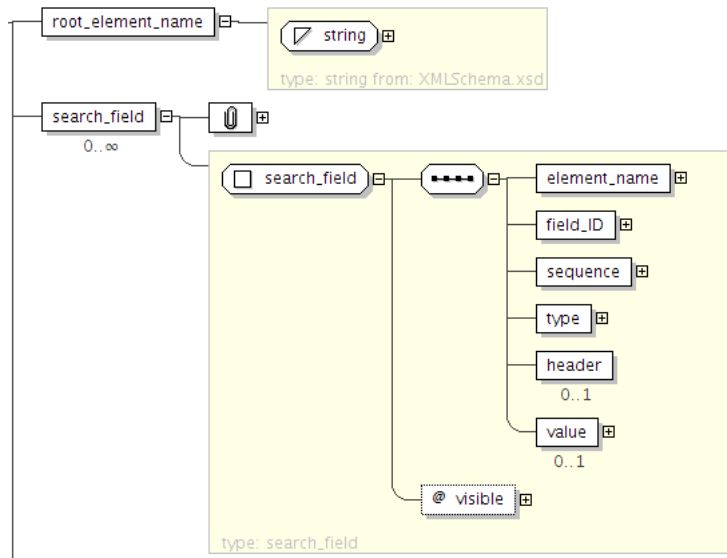 root_element_name
string
type: string from: XMLSchema.xsd
search_field
0..∞
search_field
element_name
field_ID
sequence
type
header
0..1
value
0..1
@ visible
type: search_field